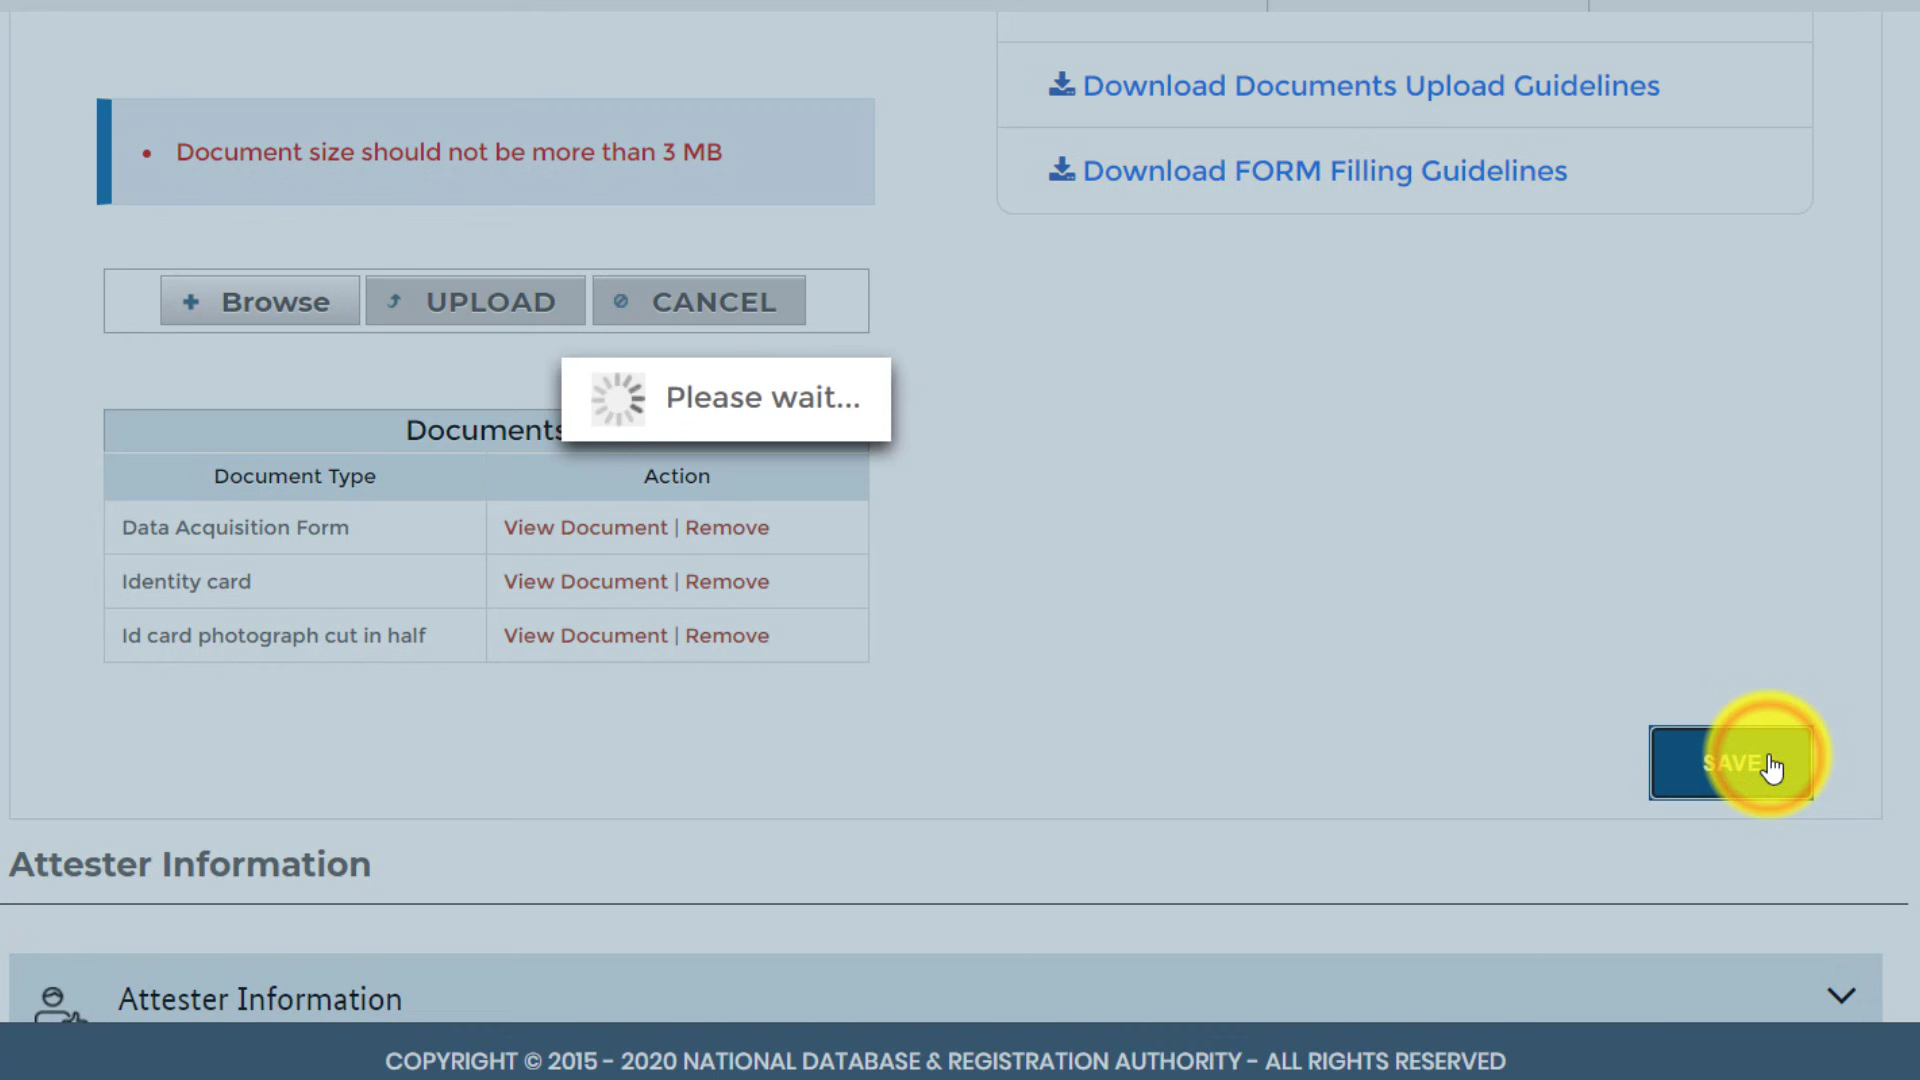 Download Documents Upload Guidelines
Document size should not be more than 3 MB
Download FORM Filling Guidelines
Browse UPLOAD CANCEL
Please wait...
Documents
Document Type Action
Data Acquisition Form View Document | Remove
Identity card View Document | Remove
Id card photograph cut in half View Document | Remove
SAVE
Attester Information
Attester Information
COPYRIGHT © 2015 - 2020 NATIONAL DATABASE & REGISTRATION AUTHORITY - ALL RIGHTS RESERVED